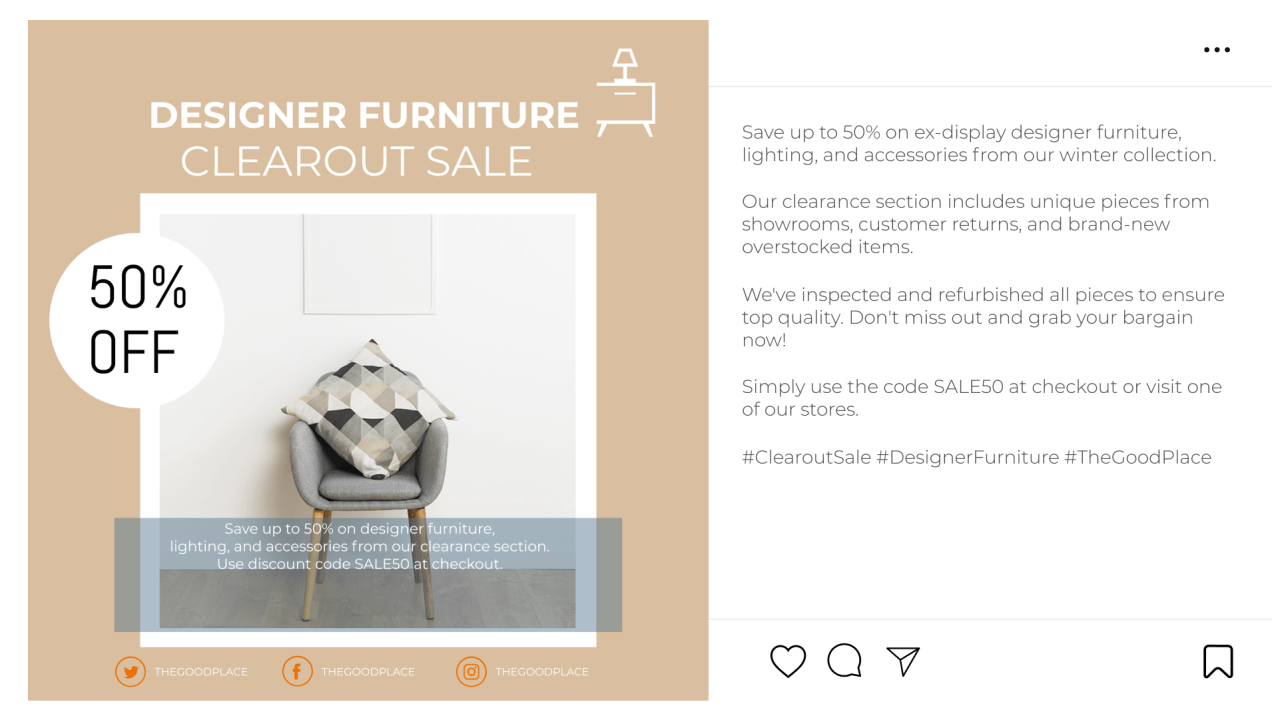 DESIGNER FURNITURE
CLEAROUT SALE
50%
OFF
Save up to 50% on designer furniture,
lighting, and accessories from our clearance section.
Use discount code SALE50 at checkout.
THEGOODPLACE
THEGOODPLACE
THEGOODPLACE
Save up to 50% on ex-display designer furniture,
lighting, and accessories from our winter collection.
Our clearance section includes unique pieces from
showrooms, customer returns, and brand-new
overstocked items.
We've inspected and refurbished all pieces to ensure
top quality. Don't miss out and grab your bargain
now!
Simply use the code SALE50 at checkout or visit one
of our stores.
#ClearoutSale #DesignerFurniture #TheGoodPlace